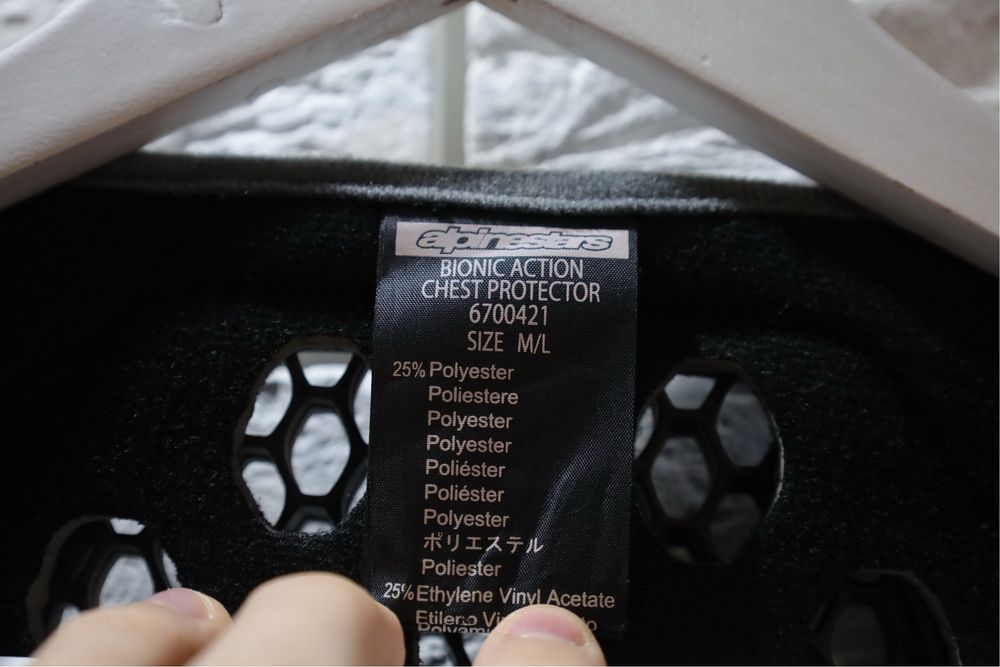 alpinestars
BIONIC ACTION
CHEST PROTECTOR
6700421
SIZE M/L
25% Polyester
Poliestere
Polyester
Polyester
Poliéster
Poliéster
Polyester
ポリエステル
Poliester
25% Ethylene Vinyl Acetate
Etileno